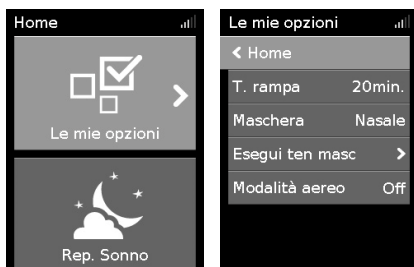 Home
Le mie opzioni
Rep. Sonno
Le mie opzioni
Home
T. rampa 20min.
Maschera Nasale
Esegui ten masc
Modalità aereo Off